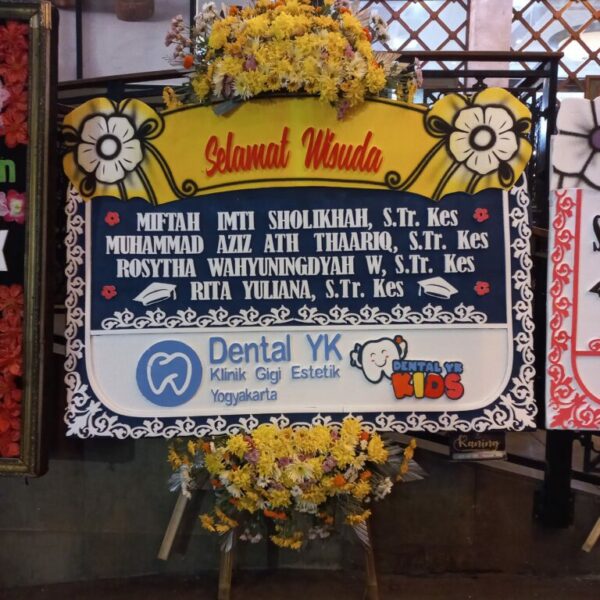 Selamat Wisuda
MIFTAH IMTI SHOLIKHAH, S.Tr. Kes
MUHAMMAD AZIZ ATH THAARIQ, S.Tr. Kes
ROSYTHA WAHYUNINGDYAH W, S.Tr. Kes
RITA YULIANA, S.Tr. Kes
Dental YK
Klinik Gigi Estetik
Yogyakarta
DENTAL YK
KIDS
Raning